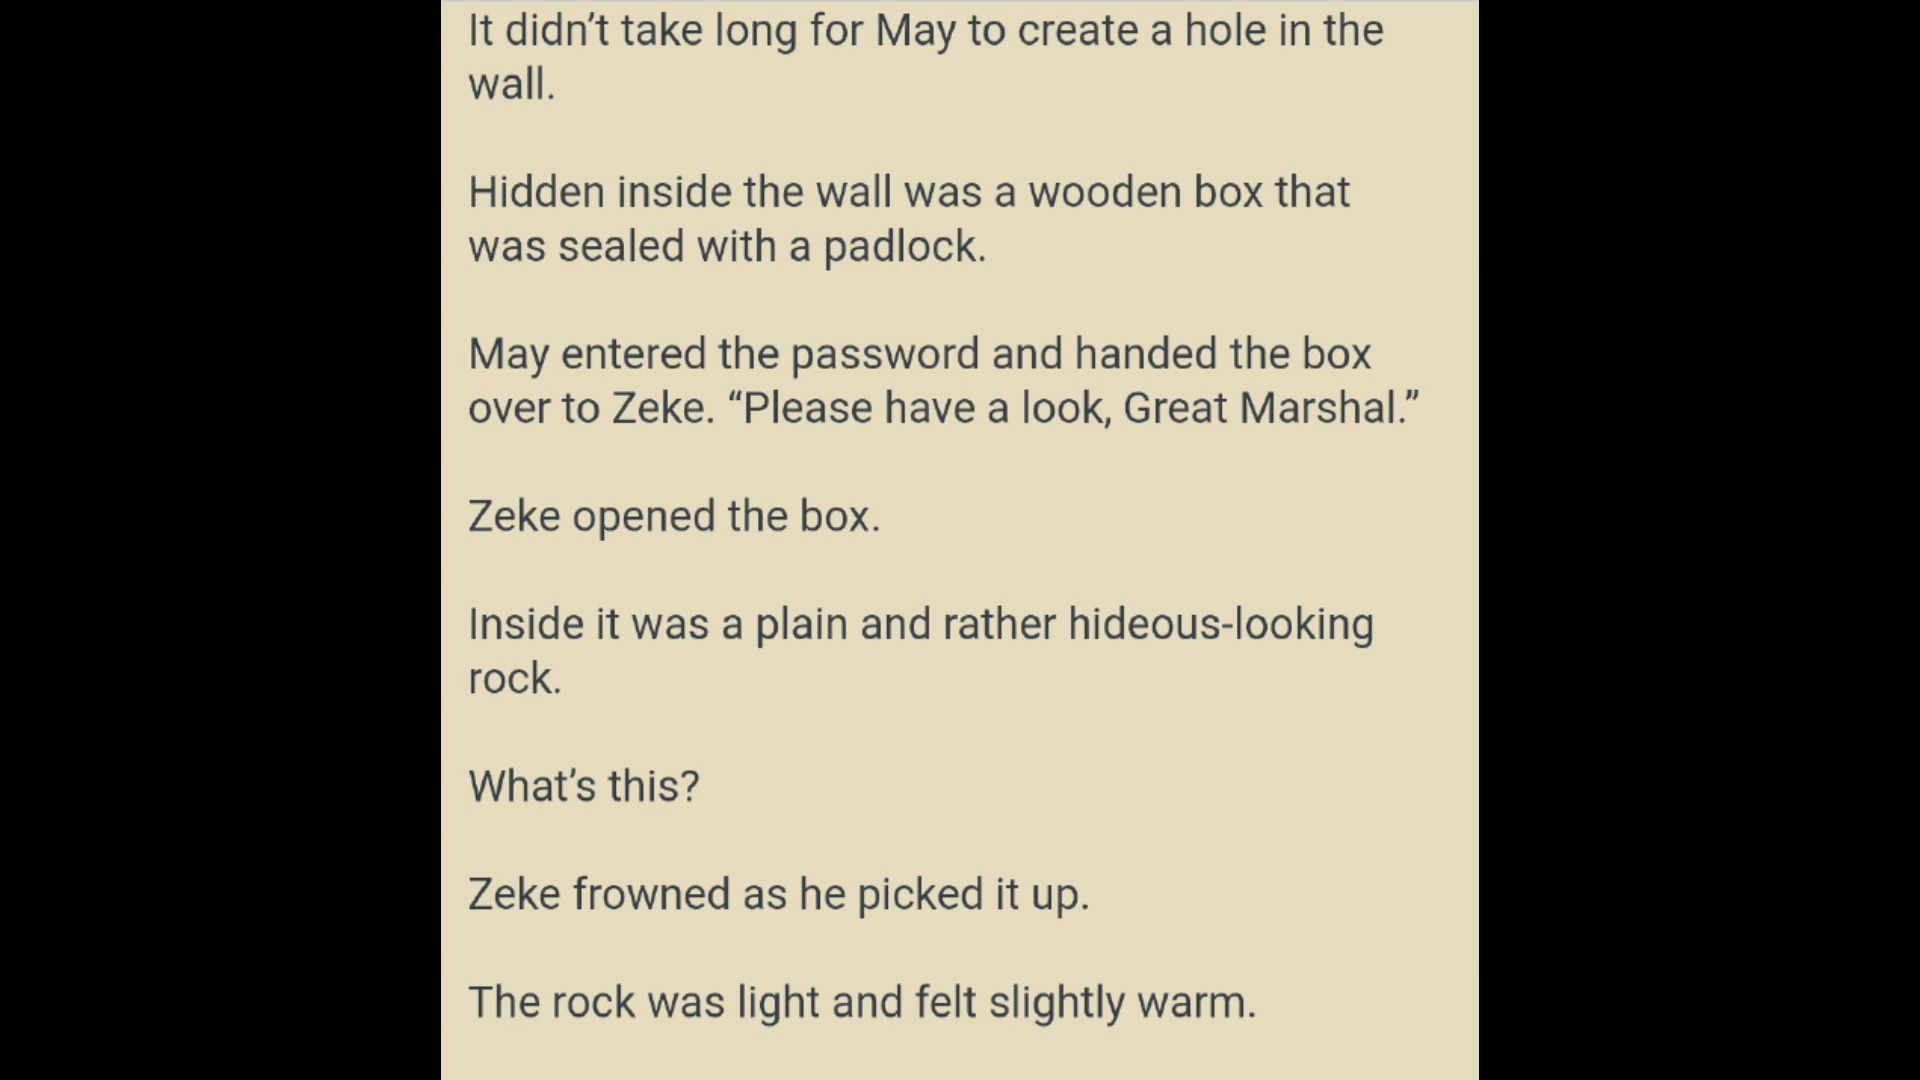 It didn’t take long for May to create a hole in the
wall.
Hidden inside the wall was a wooden box that
was sealed with a padlock.
May entered the password and handed the box
over to Zeke. “Please have a look, Great Marshal.”
Zeke opened the box.
Inside it was a plain and rather hideous-looking
rock.
What’s this?
Zeke frowned as he picked it up.
The rock was light and felt slightly warm.